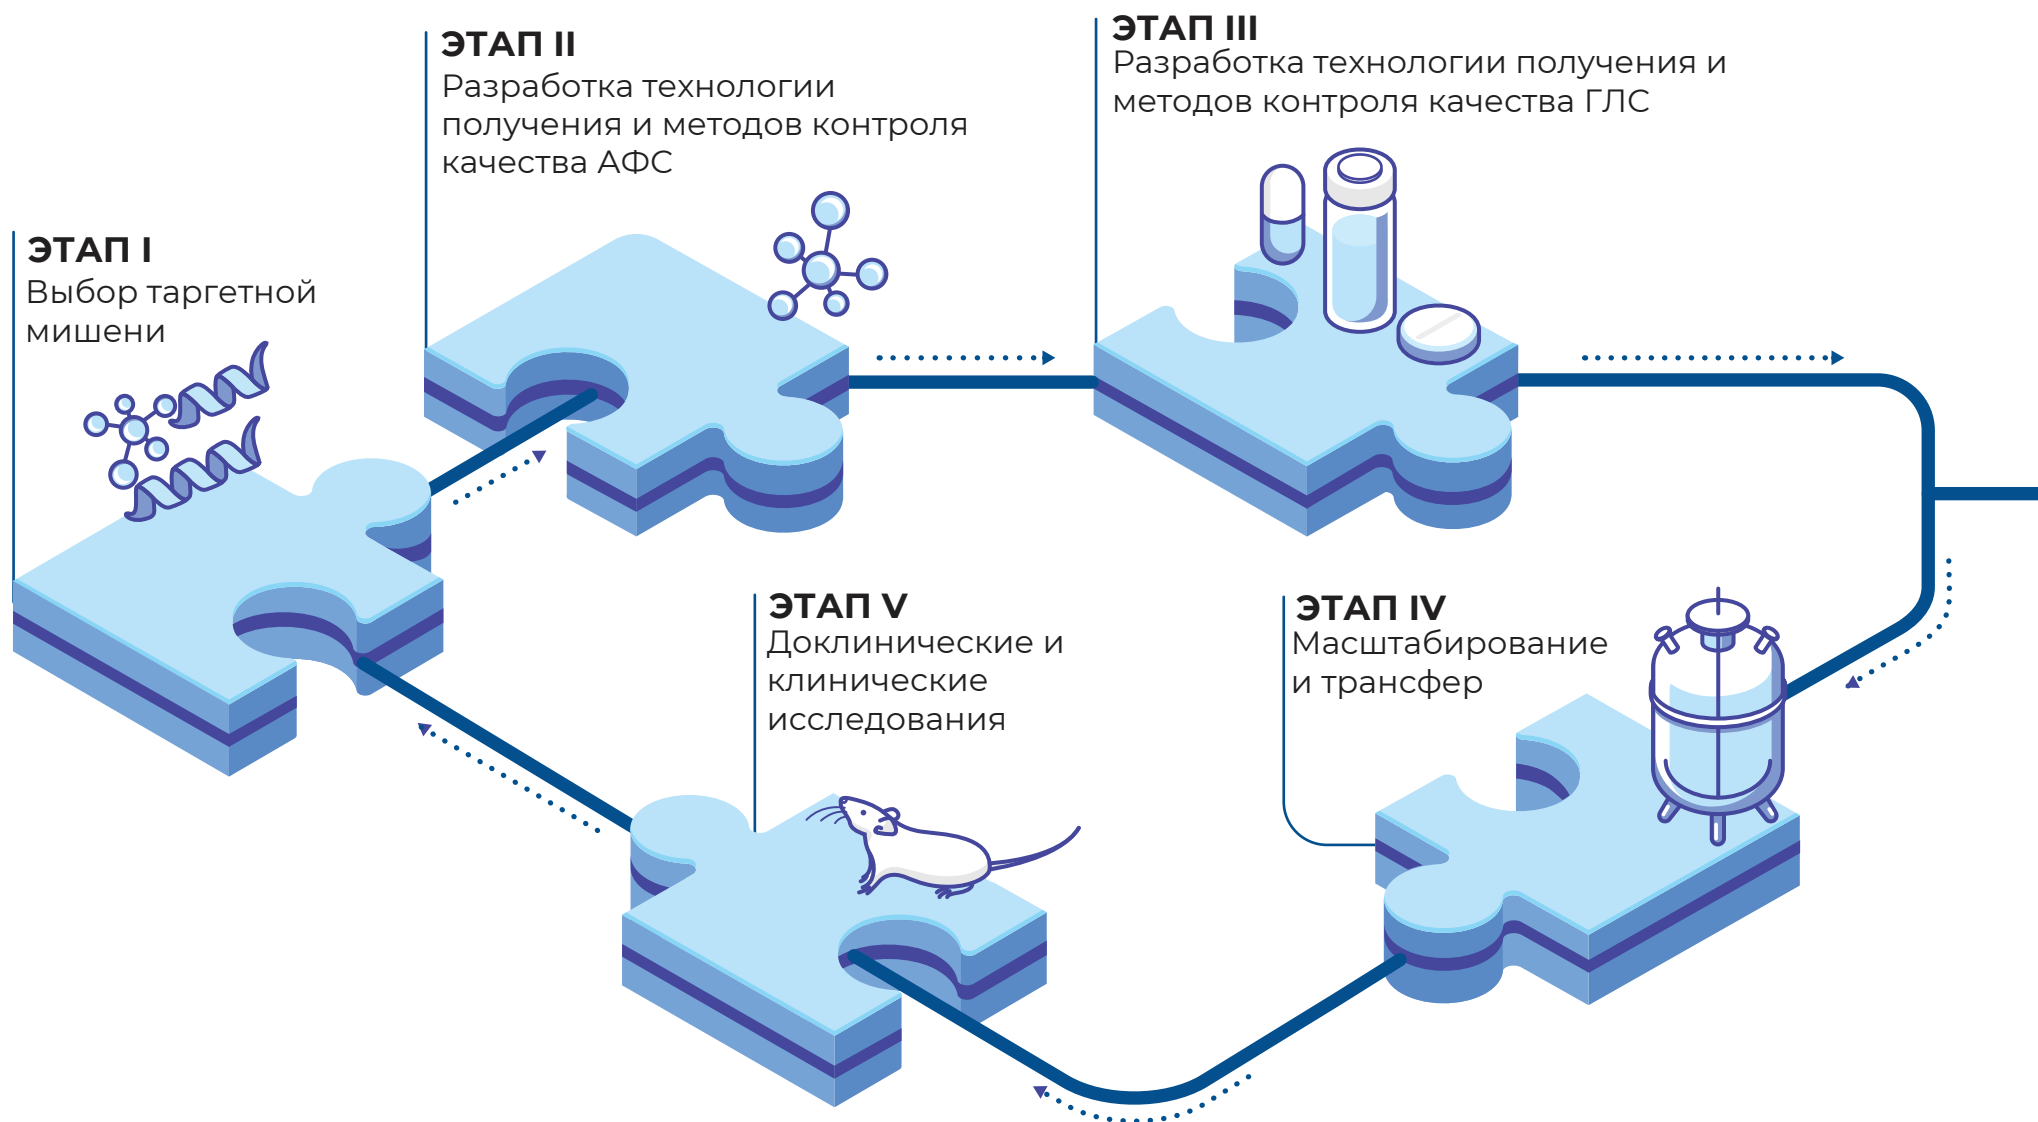 ЭТАП I
Выбор таргетной
мишени
ЭТАП II
Разработка технологии
получения и методов контроля
качества АФС
ЭТАП III
Разработка технологии получения и
методов контроля качества ГЛС
ЭТАП IV
Масштабирование
и трансфер
ЭТАП V
Доклинические и
клинические
исследования